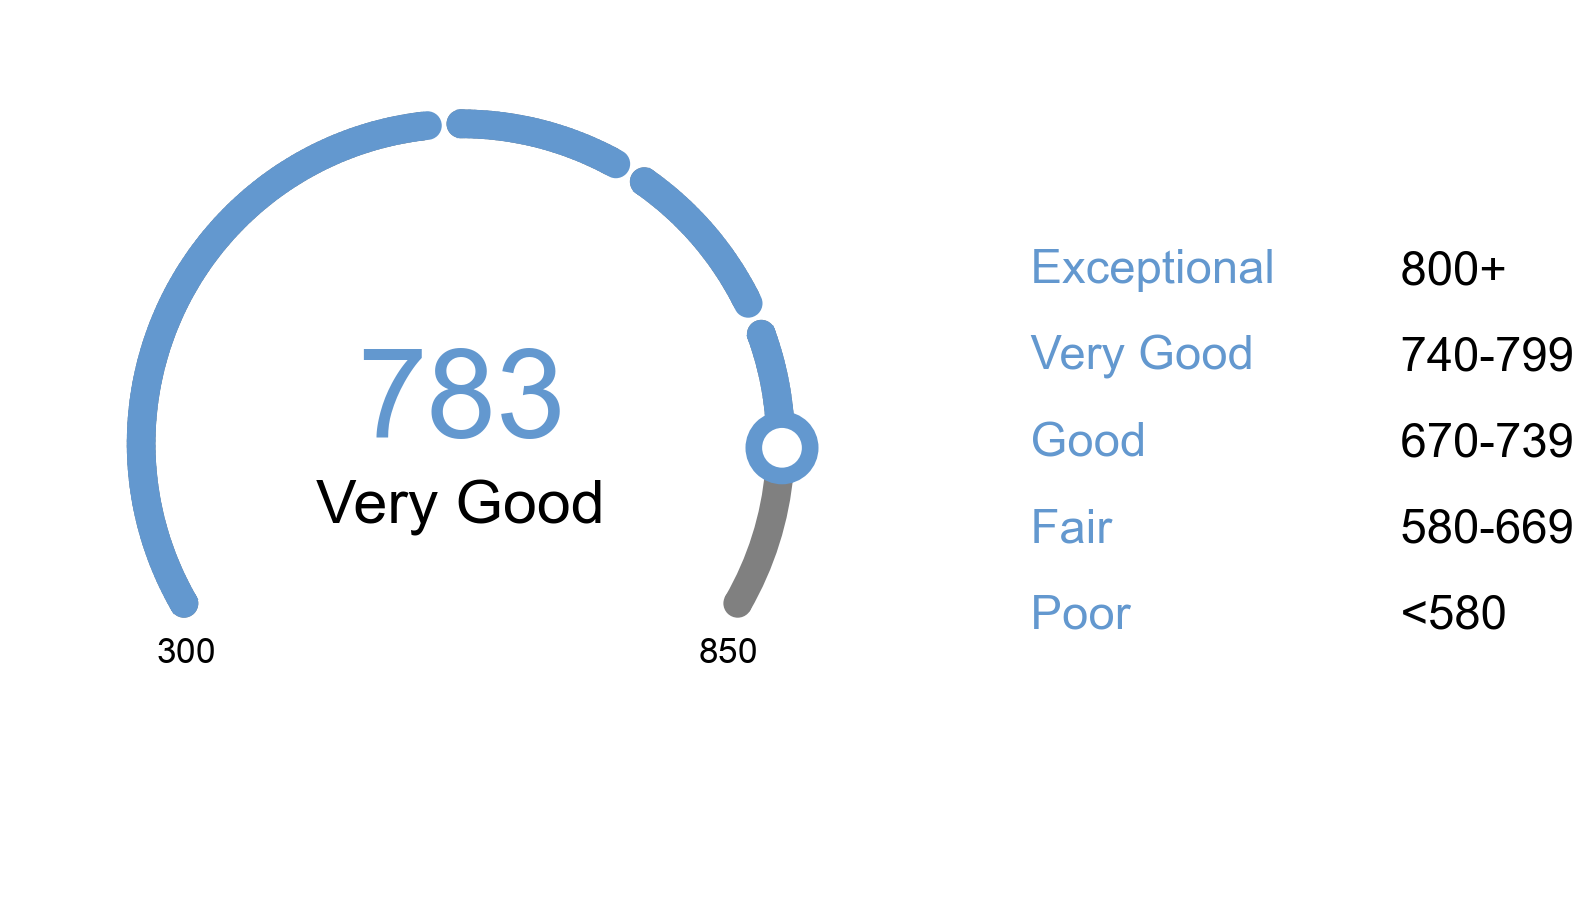 783
Very Good
300 850
Exceptional 800+
Very Good 740-799
Good 670-739
Fair 580-669
Poor <580